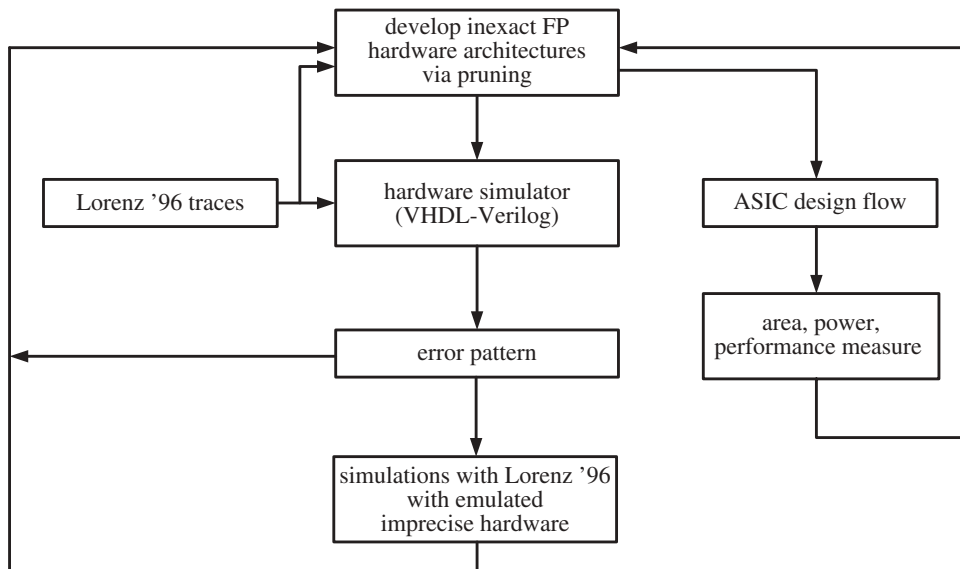 develop inexact FP
hardware architectures
via pruning
Lorenz ’96 traces
hardware simulator
(VHDL-Verilog)
ASIC design flow
error pattern
area, power,
performance measure
simulations with Lorenz ’96
with emulated
imprecise hardware